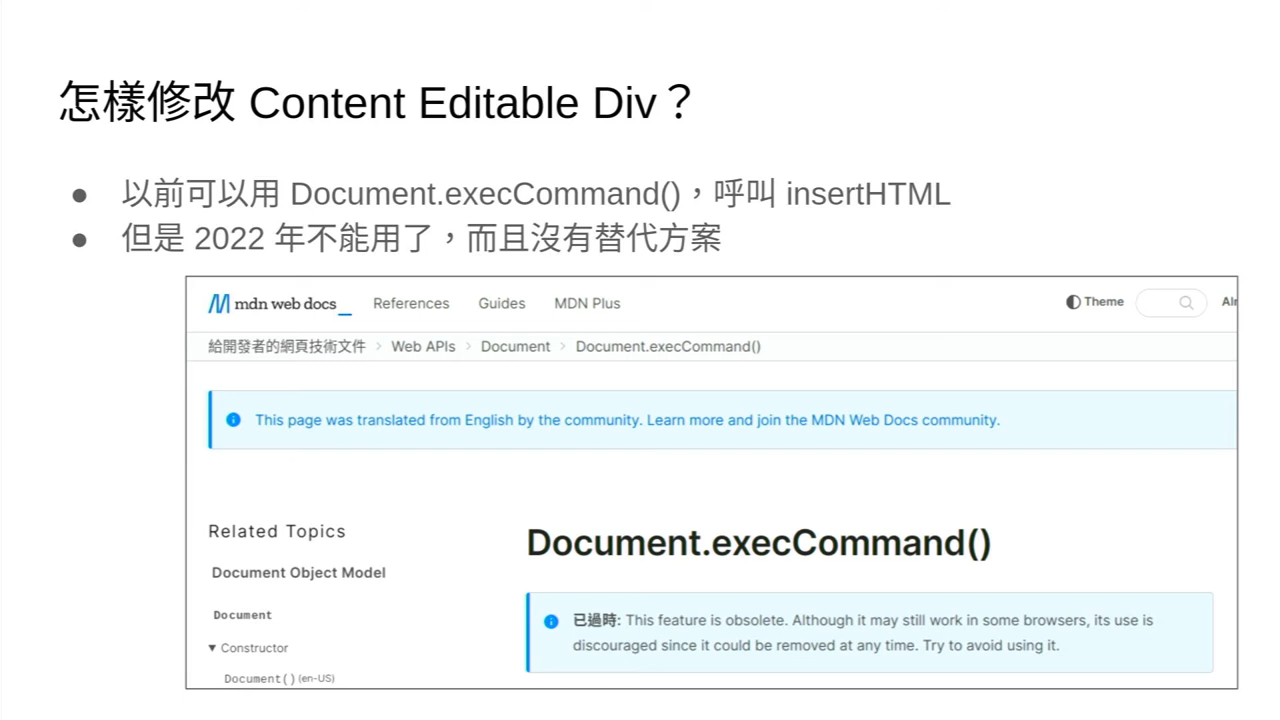 怎樣修改 Content Editable Div？
● 以前可以用 Document.execCommand()，呼叫 insertHTML
● 但是 2022 年不能用了，而且沒有替代方案
mdn web docs_ References Guides MDN Plus Theme
給開發者的網頁技術文件 > Web APIs > Document > Document.execCommand()
This page was translated from English by the community. Learn more and join the MDN Web Docs community.
Related Topics
Document Object Model
Document
▼ Constructor
Document() (en-US)
Document.execCommand()
已過時: This feature is obsolete. Although it may still work in some browsers, its use is
discouraged since it could be removed at any time. Try to avoid using it.